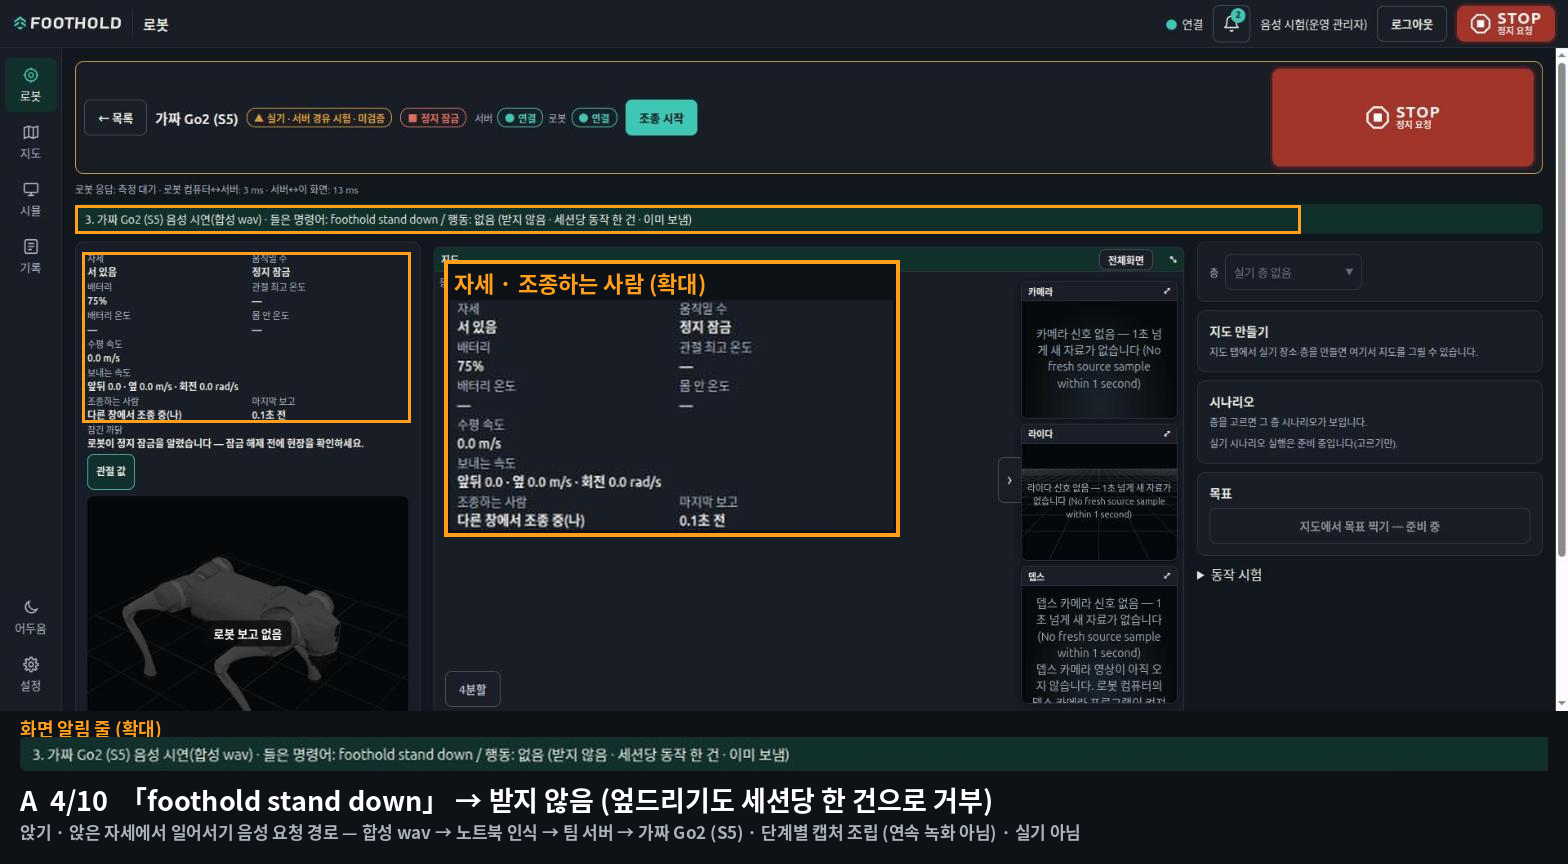 FOOTHOLD 로봇 연결 2 음성 시험(운영 관리자) 로그아웃 STOP 정지 요청
로봇
지도
시뮬
기록
어두움
설정
← 목록 가짜 Go2 (S5) ▲ 실기 · 서버 경유 시험 · 미검증 ■ 정지 잠금 서버 ● 연결 로봇 ● 연결 조종 시작
STOP
정지 요청
로봇 응답: 측정 대기 · 로봇 컴퓨터↔서버: 3 ms · 서버↔이 화면: 13 ms
3. 가짜 Go2 (S5) 음성 시연(합성 wav) · 들은 명령어: foothold stand down / 행동: 없음 (받지 않음 · 세션당 동작 한 건 · 이미 보냄)
자세 움직일 수
서 있음 정지 잠금
배터리 관절 최고 온도
75% —
배터리 온도 몸 안 온도
— —
수평 속도
0.0 m/s
보내는 속도
앞뒤 0.0 · 옆 0.0 m/s · 회전 0.0 rad/s
조종하는 사람 마지막 보고
다른 창에서 조종 중(나) 0.1초 전
잠긴 까닭
로봇이 정지 잠금을 알렸습니다 — 잠금 해제 전에 현장을 확인하세요.
관절 값
로봇 보고 없음
지도 전체화면
자세 · 조종하는 사람 (확대)
자세 움직일 수
서 있음 정지 잠금
배터리 관절 최고 온도
75% —
배터리 온도 몸 안 온도
— —
수평 속도
0.0 m/s
보내는 속도
앞뒤 0.0 · 옆 0.0 m/s · 회전 0.0 rad/s
조종하는 사람 마지막 보고
다른 창에서 조종 중(나) 0.1초 전
4분할
카메라
카메라 신호 없음 — 1초 넘
게 새 자료가 없습니다 (No
fresh source sample
within 1 second)
라이다
라이다 신호 없음 — 1초 넘게 새 자료가
없습니다 (No fresh source sample
within 1 second)
뎁스
뎁스 카메라 신호 없음 — 1
초 넘게 새 자료가 없습니다
(No fresh source sample
within 1 second)
뎁스 카메라 영상이 아직 오
지 않습니다. 로봇 컴퓨터의
뎁스 카메라 프로그램이 켜져
층 실기 층 없음 ▼
지도 만들기
지도 탭에서 실기 장소·층을 만들면 여기서 지도를 그릴 수 있습니다.
시나리오
층을 고르면 그 층 시나리오가 보입니다.
실기 시나리오 실행은 준비 중입니다(고르기만).
목표
지도에서 목표 찍기 — 준비 중
▶ 동작 시험
화면 알림 줄 (확대)
3. 가짜 Go2 (S5) 음성 시연(합성 wav) · 들은 명령어: foothold stand down / 행동: 없음 (받지 않음 · 세션당 동작 한 건 · 이미 보냄)
A 4/10 「foothold stand down」 → 받지 않음 (엎드리기도 세션당 한 건으로 거부)
앉기 · 앉은 자세에서 일어서기 음성 요청 경로 — 합성 wav → 노트북 인식 → 팀 서버 → 가짜 Go2 (S5) · 단계별 캡처 조립 (연속 녹화 아님) · 실기 아님